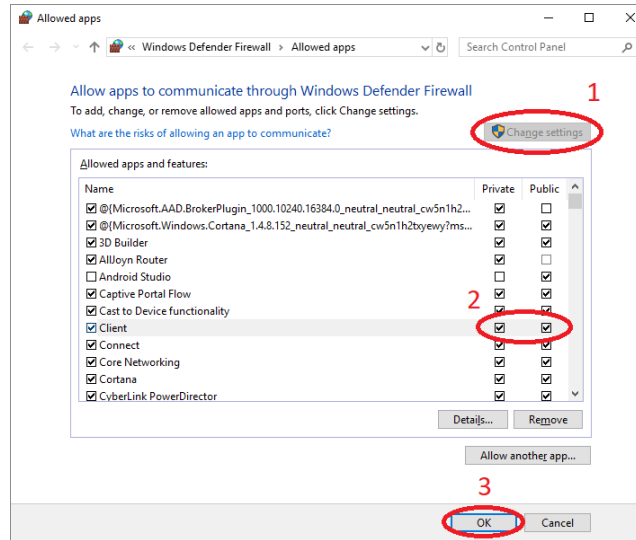 Allowed apps
« Windows Defender Firewall › Allowed apps
Search Control Panel
Allow apps to communicate through Windows Defender Firewall
1
To add, change, or remove allowed apps and ports, click Change settings.
What are the risks of allowing an app to communicate?
Change settings
Allowed apps and features:
Name Private Public
@{Microsoft.AAD.BrokerPlugin_1000.10240.16384.0_neutral_neutral_cw5n1h2...
@{Microsoft.Windows.Cortana_1.4.8.152_neutral_neutral_cw5n1h2txyewy?ms...
3D Builder
AllJoyn Router
Android Studio
Captive Portal Flow
2
Cast to Device functionality
Client
Connect
Core Networking
Cortana
CyberLink PowerDirector
Details... Remove
Allow another app...
3
OK Cancel